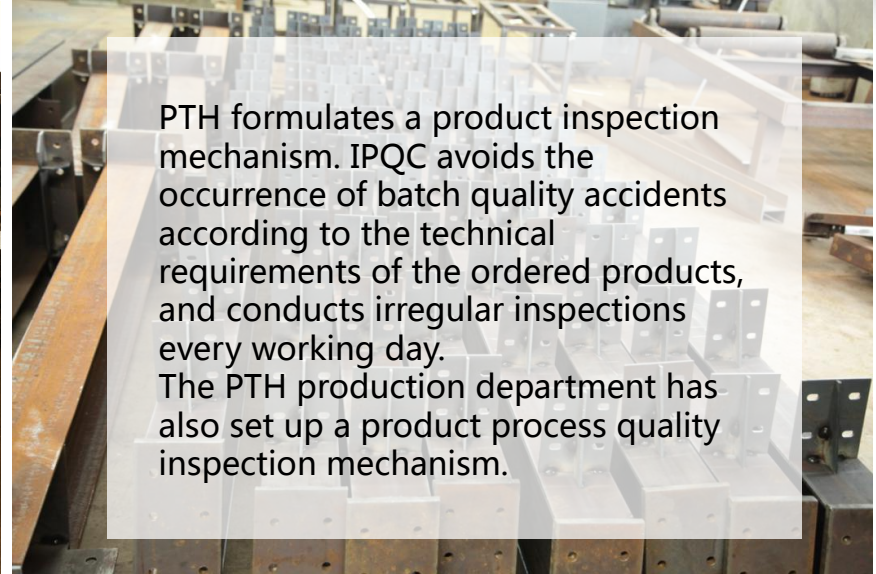 PTH formulates a product inspection
mechanism. IPQC avoids the
occurrence of batch quality accidents
according to the technical
requirements of the ordered products,
and conducts irregular inspections
every working day.
The PTH production department has
also set up a product process quality
inspection mechanism.